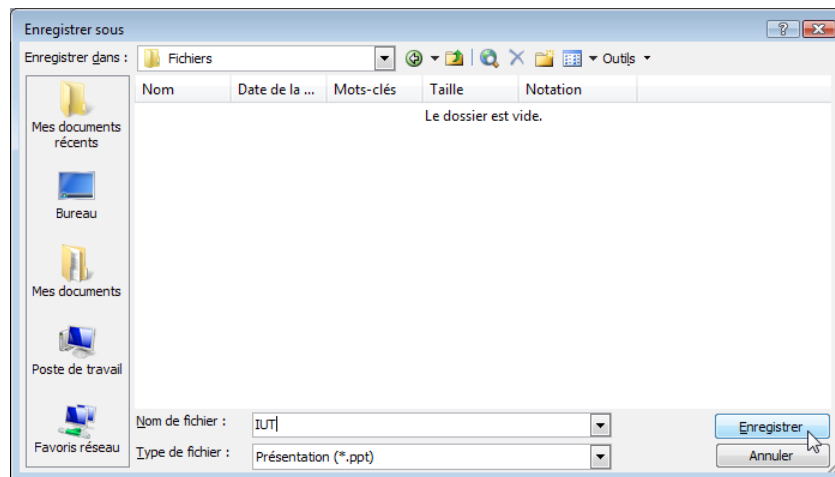 Enregistrer sous
Enregistrer dans : Fichiers Outils
Nom Date de la ... Mots-clés Taille Notation
Le dossier est vide.
Mes documents
récents
Bureau
Mes documents
Poste de travail
Favoris réseau
Nom de fichier : IUT Enregistrer
Type de fichier : Présentation (*.ppt) Annuler